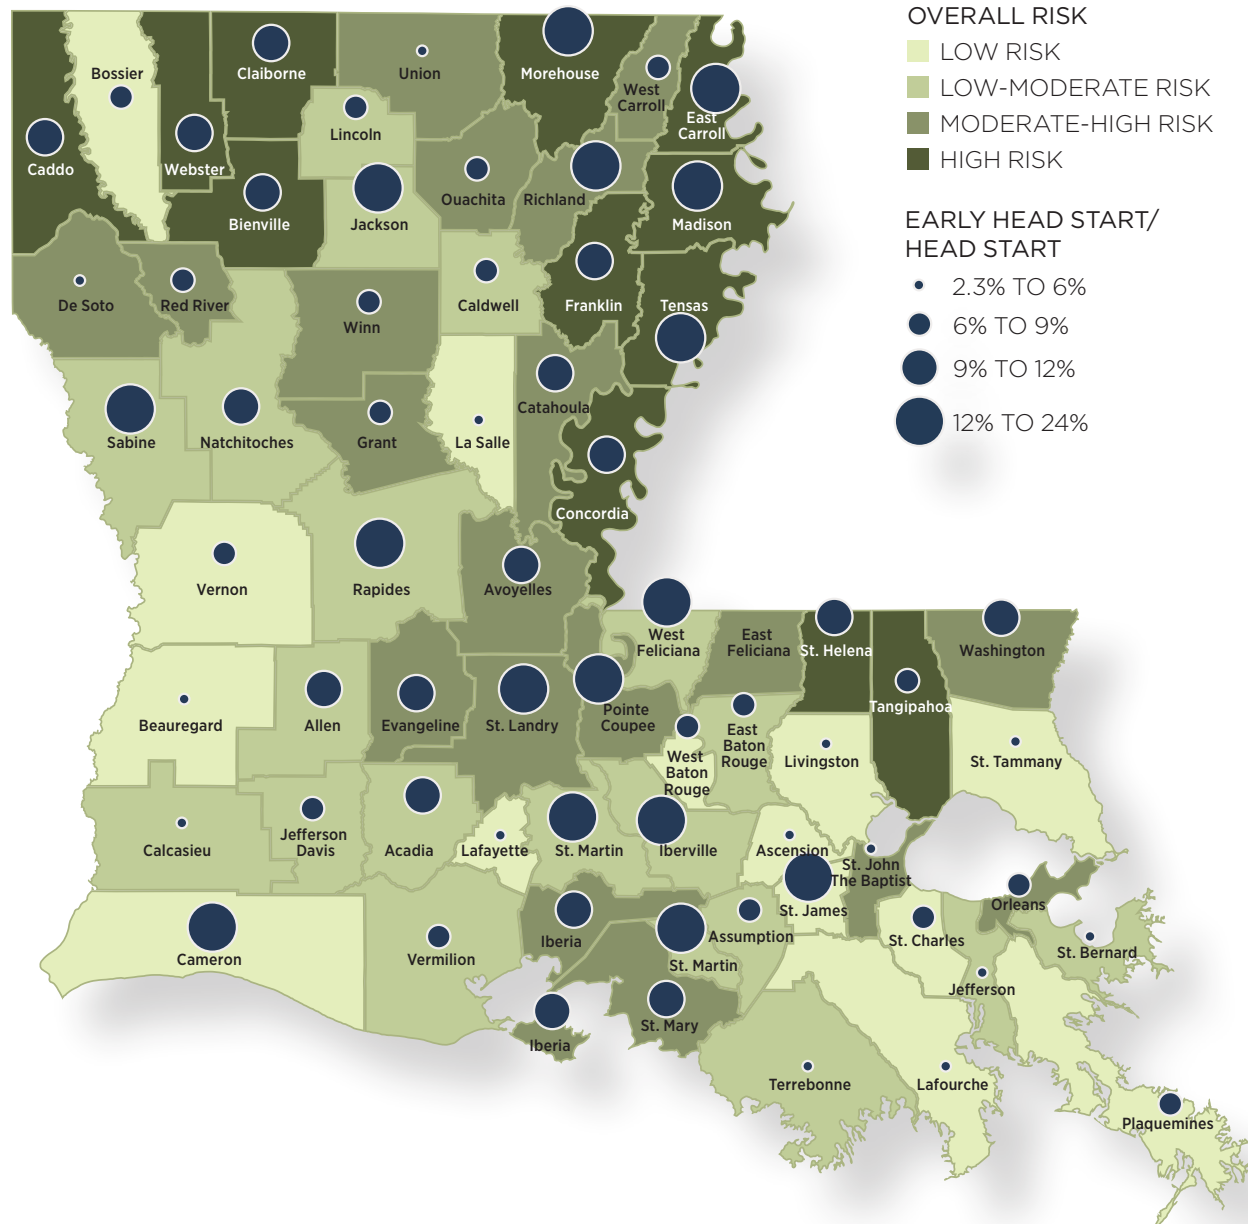 OVERALL RISK
LOW RISK
LOW-MODERATE RISK
MODERATE-HIGH RISK
HIGH RISK
EARLY HEAD START/
HEAD START
2.3% TO 6%
6% TO 9%
9% TO 12%
12% TO 24%
Bossier
Claiborne
Union
Morehouse
West
Carroll
East
Carroll
Caddo
Webster
Lincoln
Bienville
Jackson
Ouachita
Richland
Madison
De Soto
Red River
Winn
Caldwell
Franklin
Tensas
Sabine
Natchitoches
Grant
La Salle
Catahoula
Concordia
Vernon
Rapides
Avoyelles
West
Feliciana
East
Feliciana
St. Helena
Washington
Tangipahoa
Beauregard
Allen
Evangeline
St. Landry
Pointe
Coupee
West
Baton
Rouge
East
Baton
Rouge
Livingston
St. Tammany
Calcasieu
Jefferson
Davis
Acadia
Lafayette
St. Martin
Iberville
Ascension
St. John
The Baptist
St. James
Orleans
Cameron
Vermilion
Iberia
St. Martin
Assumption
St. Charles
St. Bernard
Jefferson
Iberia
St. Mary
Terrebonne
Lafourche
Plaquemines